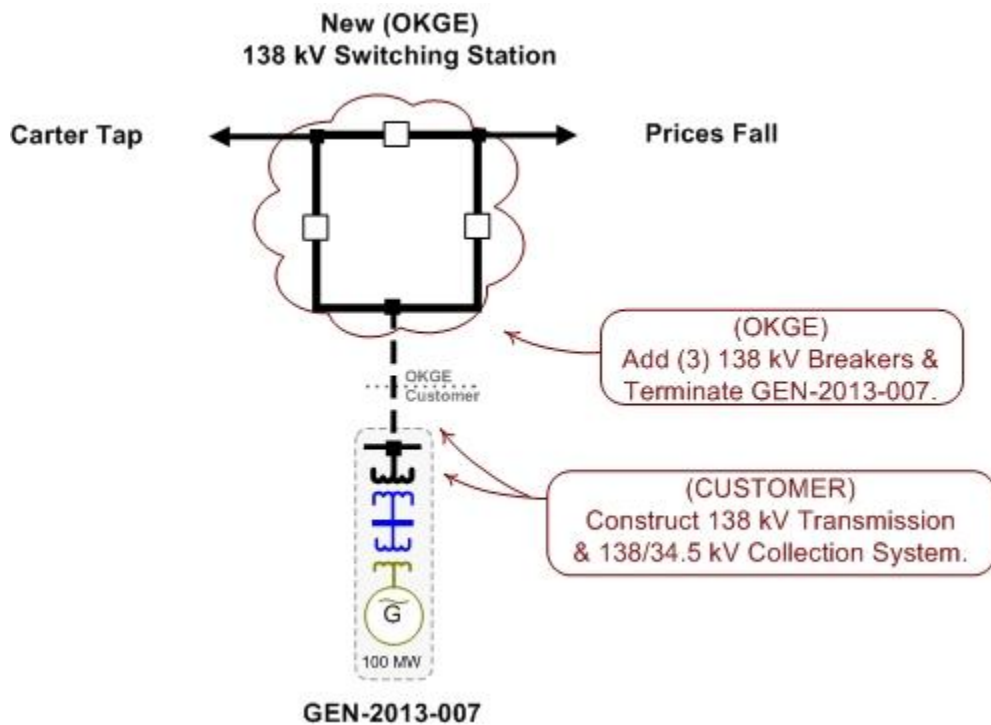 New (OKGE)
138 kV Switching Station
Carter Tap
Prices Fall
(OKGE)
Add (3) 138 kV Breakers &
Terminate GEN-2013-007.
OKGE
Customer
(CUSTOMER)
Construct 138 kV Transmission
& 138/34.5 kV Collection System.
G
100 MW
GEN-2013-007